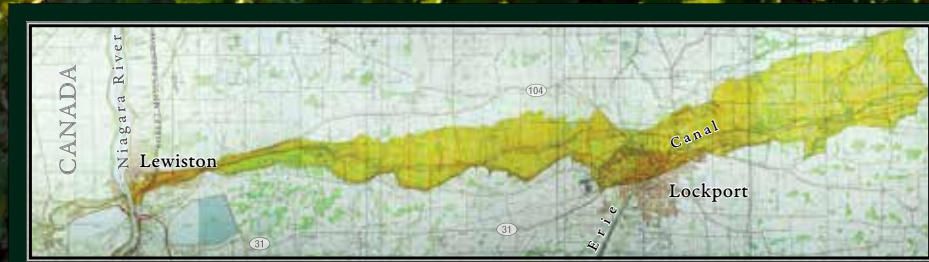 CANADA
Niagara River
Lewiston
104
Canal
Lockport
Erie
31
31